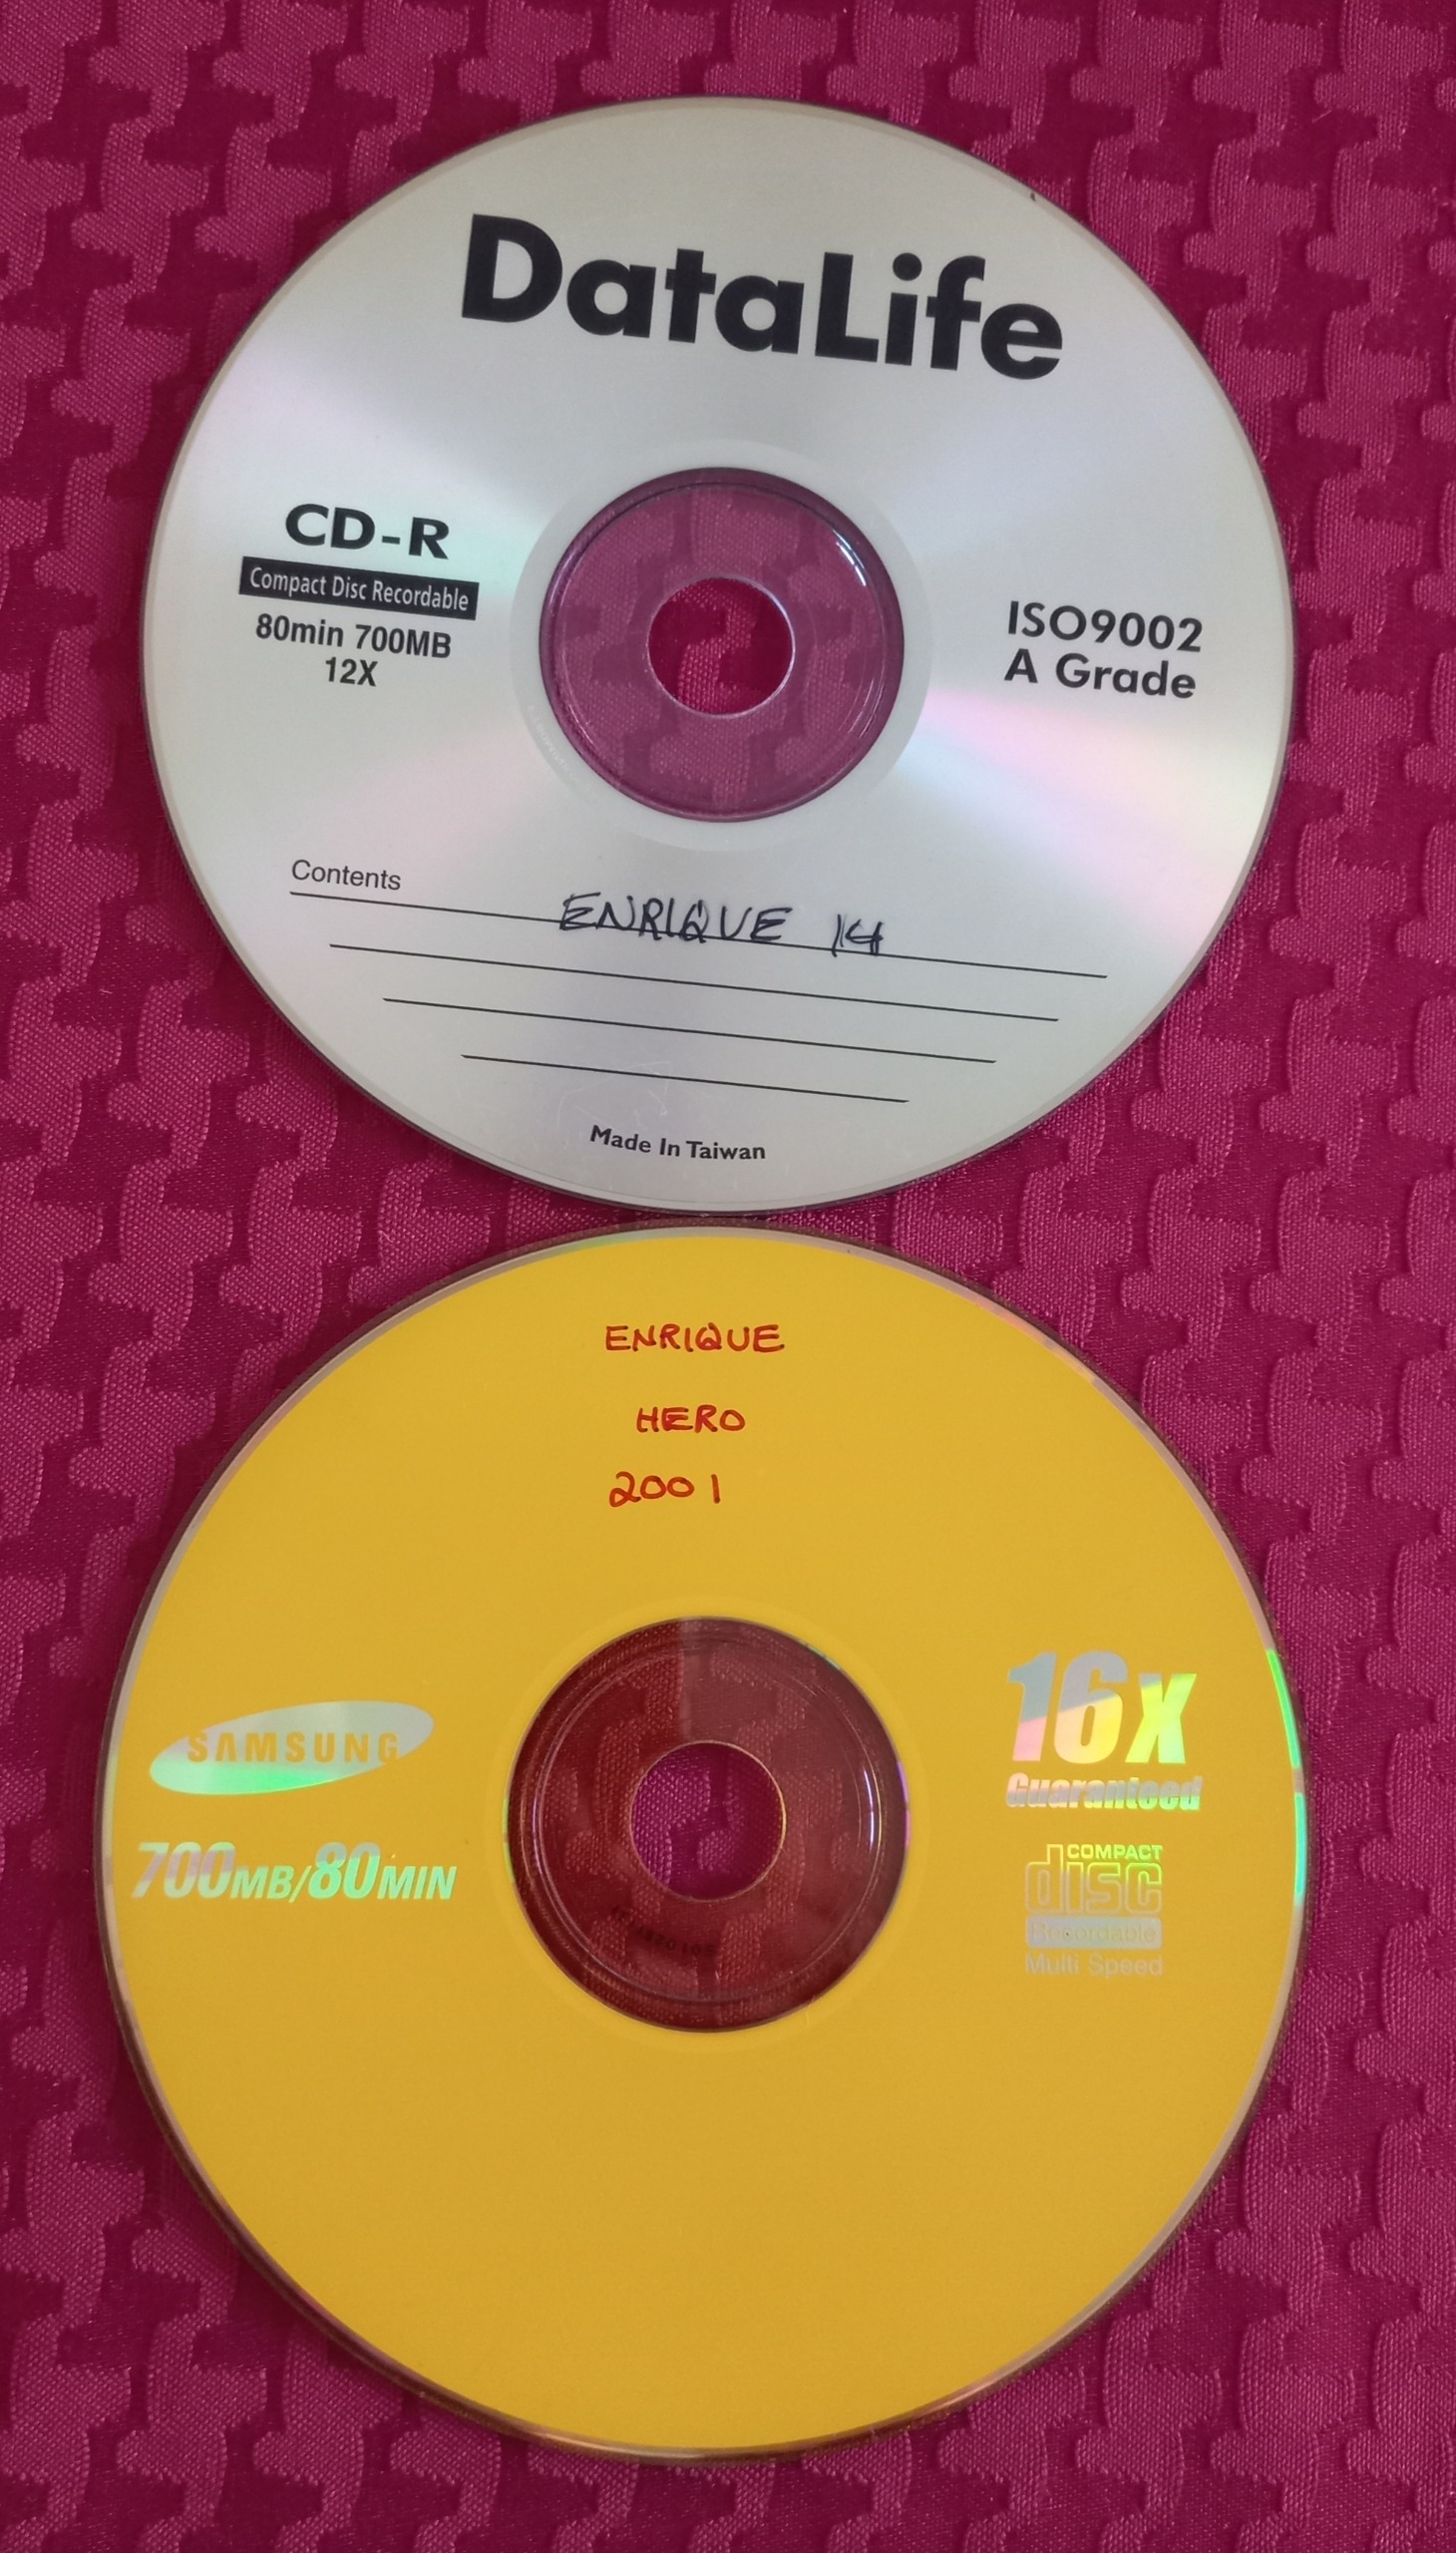 DataLife
CD-R
Compact Disc Recordable
80min 700MB
12X
ISO9002
A Grade
Contents
ENRIQUE 14
Made In Taiwan
ENRIQUE
HERO
2001
SAMSUNG
700MB/80MIN
16X
Guaranteed
COMPACT
disc
Recordable
Multi Speed